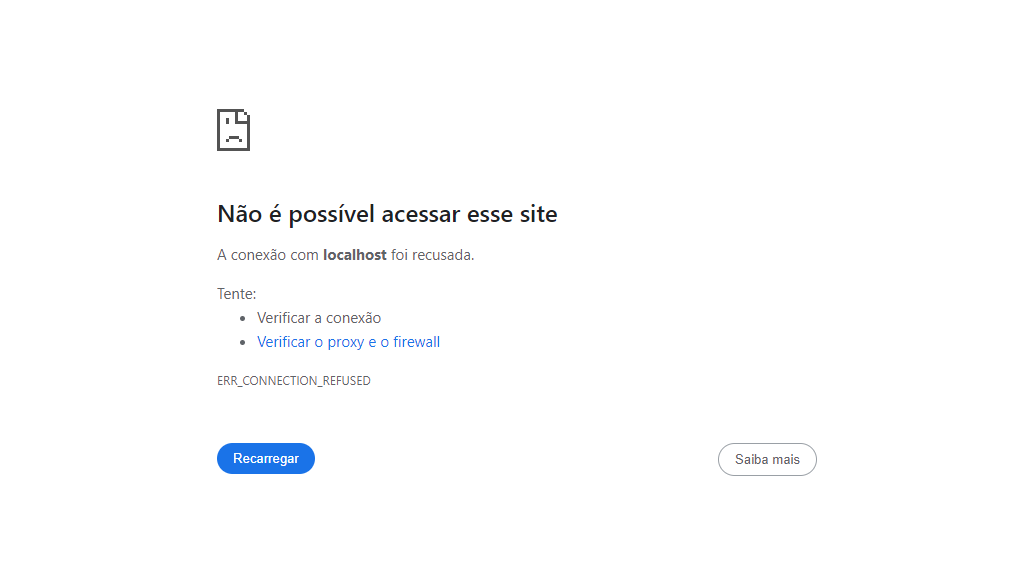 Não é possível acessar esse site
A conexão com localhost foi recusada.
Tente:
Verificar a conexão
Verificar o proxy e o firewall
ERR_CONNECTION_REFUSED
Recarregar
Saiba mais